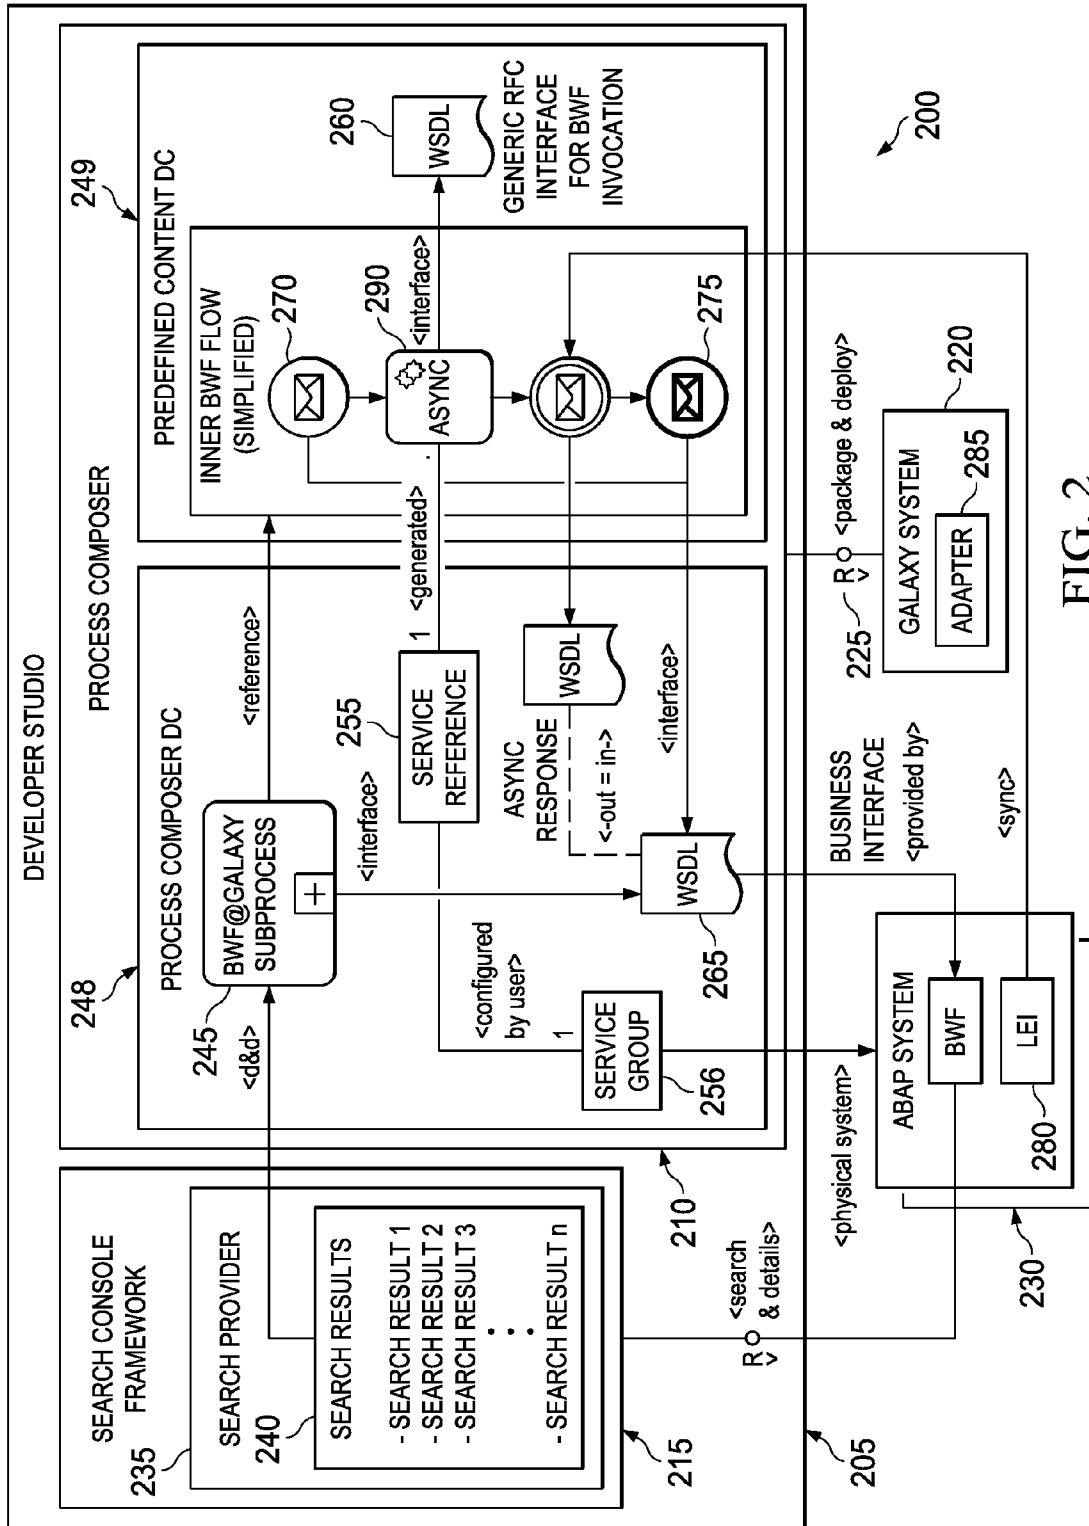 DEVELOPER STUDIO
SEARCH CONSOLE
FRAMEWORK
235
SEARCH PROVIDER
240
SEARCH RESULTS
- SEARCH RESULT 1
- SEARCH RESULT 2
- SEARCH RESULT 3
- SEARCH RESULT n
215
205
PROCESS COMPOSER
248
PROCESS COMPOSER DC
245
<d&d>
BWF@GALAXY
SUBPROCESS
+
<reference>
<interface>
255
SERVICE
REFERENCE
1
<generated>
<configured
by user>
1
SERVICE
GROUP
256
ASYNC
RESPONSE
<-out = in->
WSDL
WSDL
265
<interface>
210
249
PREDEFINED CONTENT DC
INNER BWF FLOW
(SIMPLIFIED)
270
290
ASYNC
<interface>
260
WSDL
GENERIC RFC
INTERFACE
FOR BWF
INVOCATION
275
<search
& details>
R
v
<physical system>
230
ABAP SYSTEM
BWF
LEI
280
BUSINESS
INTERFACE
<provided by>
<sync>
225
R
v
<package & deploy>
220
GALAXY SYSTEM
ADAPTER
285
200
FIG. 2